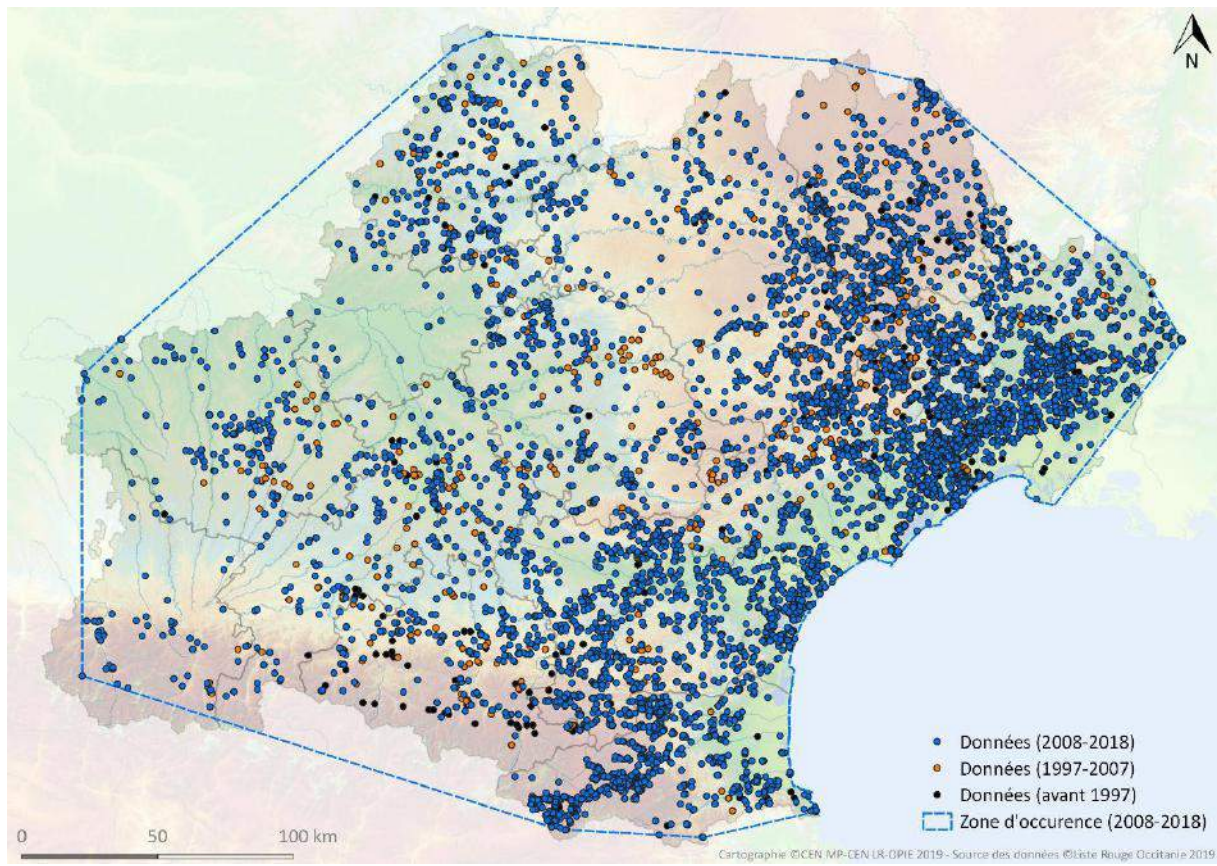 N
Données (2008-2018)
Données (1997-2007)
Données (avant 1997)
Zone d'occurence (2008-2018)
0 50 100 km
Cartographie ©CEN MP-CEN LR-OPIE 2019 - Source des données ©Liste Rouge Occitanie 2019